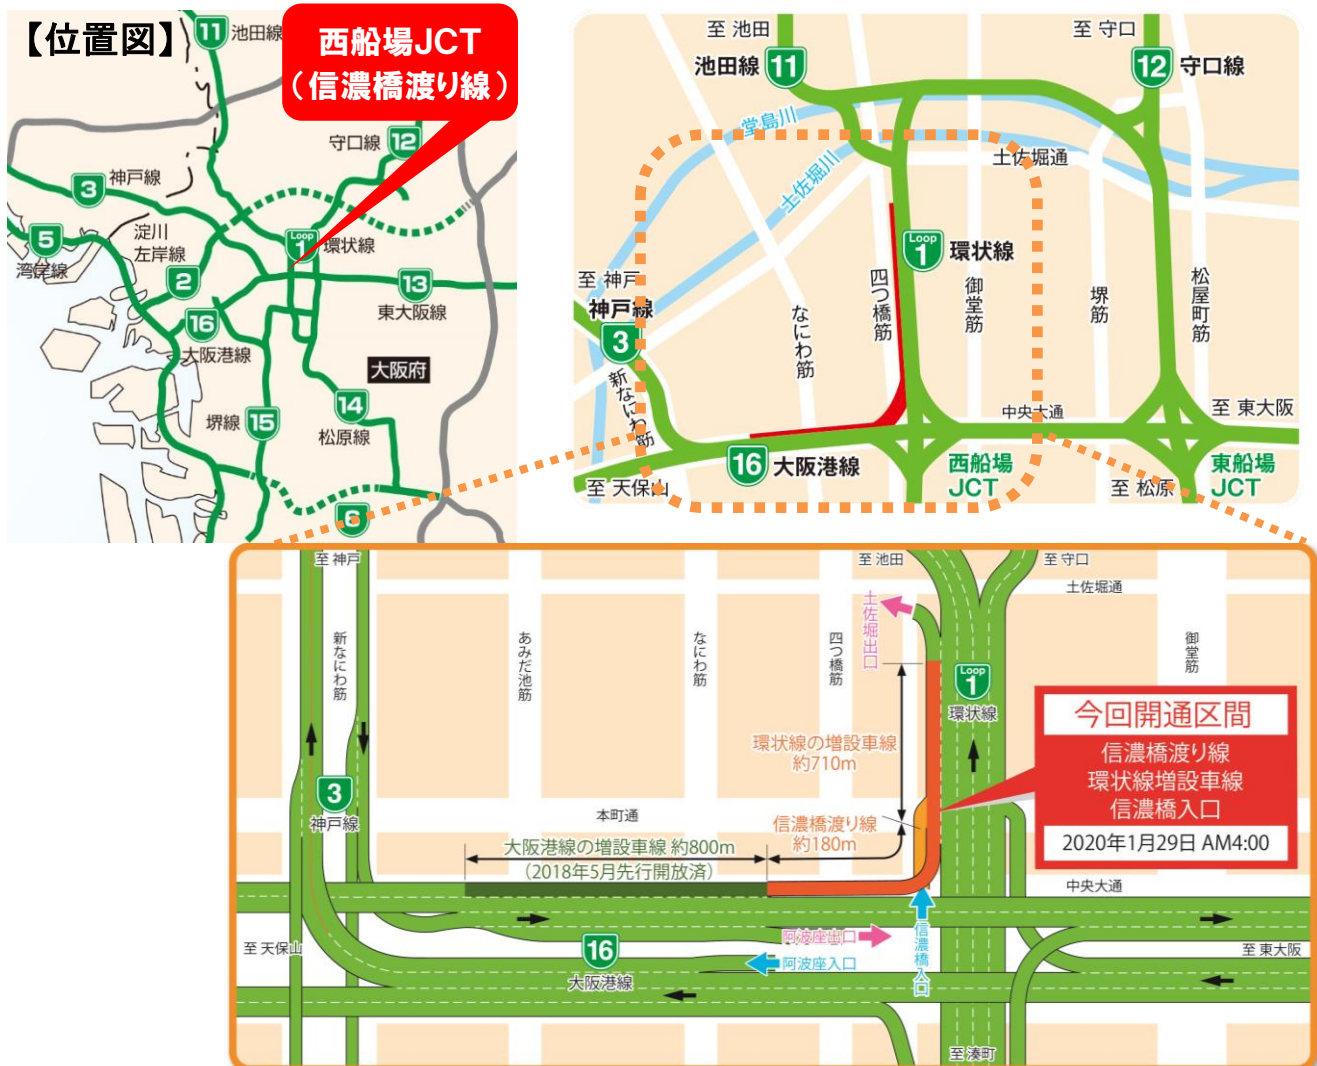 【位置図】
西船場JCT
（信濃橋渡り線）
11
池田線
守口線
12
3
神戸線
5
湾岸線
淀川
左岸線
2
Loop
1
環状線
13
東大阪線
16
大阪港線
大阪府
堺線
15
14
松原線
6
至 池田
池田線
11
至 守口
12
守口線
堂島川
土佐堀川
土佐堀通
Loop
1
環状線
至 神戸
神戸線
3
新なにわ筋
なにわ筋
四つ橋筋
御堂筋
堺筋
松屋町筋
中央大通
至 東大阪
16
大阪港線
至 天保山
西船場
JCT
至 松原
東船場
JCT
至 神戸
至 池田
至 守口
土佐堀通
土佐堀出口
新なにわ筋
あみだ池筋
なにわ筋
四つ橋筋
御堂筋
Loop
1
環状線
今回開通区間
信濃橋渡り線
環状線増設車線
信濃橋入口
2020年1月29日 AM4:00
環状線の増設車線
約710m
3
神戸線
本町通
信濃橋渡り線
約180m
大阪港線の増設車線 約800m
（2018年5月先行開放済）
中央大通
阿波座出口
信濃橋入口
至 天保山
16
大阪港線
阿波座入口
至 東大阪
至 湊町